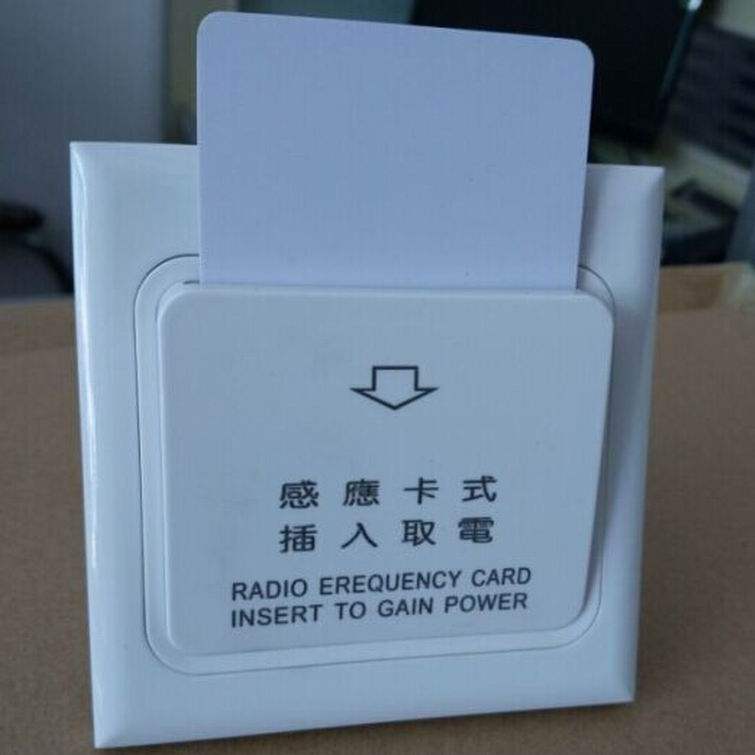 感應卡式
插入取電
RADIO EREQUENCY CARD
INSERT TO GAIN POWER